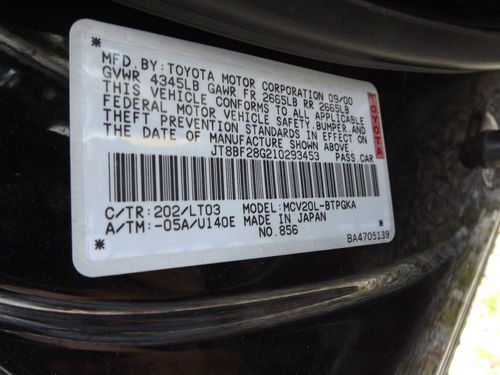 MFD.BY:TOYOTA MOTOR CORPORATION 09/00
GVWR 4345LB GAWR FR 2665LB RR 2665LB
THIS VEHICLE CONFORMS TO ALL APPLICABLE
FEDERAL MOTOR VEHICLE SAFETY,BUMPER,AND
THEFT PREVENTION STANDARDS IN EFFECT ON
THE DATE OF MANUFACTURE SHOWN ABOVE.
JT8BF28G210293453 PASS.CAR
TOYOTA
C/TR:202/LT03 MODEL:MCV20L-BTPGKA
A/TM:-05A/U140E MADE IN JAPAN
NO.856
BA4705139